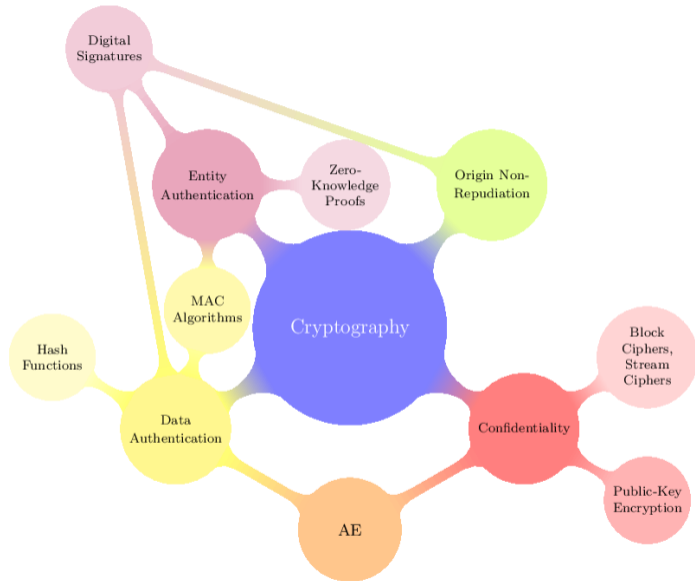 Digital
Signatures
Entity
Authentication
Zero-
Knowledge
Proofs
Origin Non-
Repudiation
MAC
Algorithms
Cryptography
Hash
Functions
Block
Ciphers,
Stream
Ciphers
Data
Authentication
Confidentiality
Public-Key
Encryption
AE